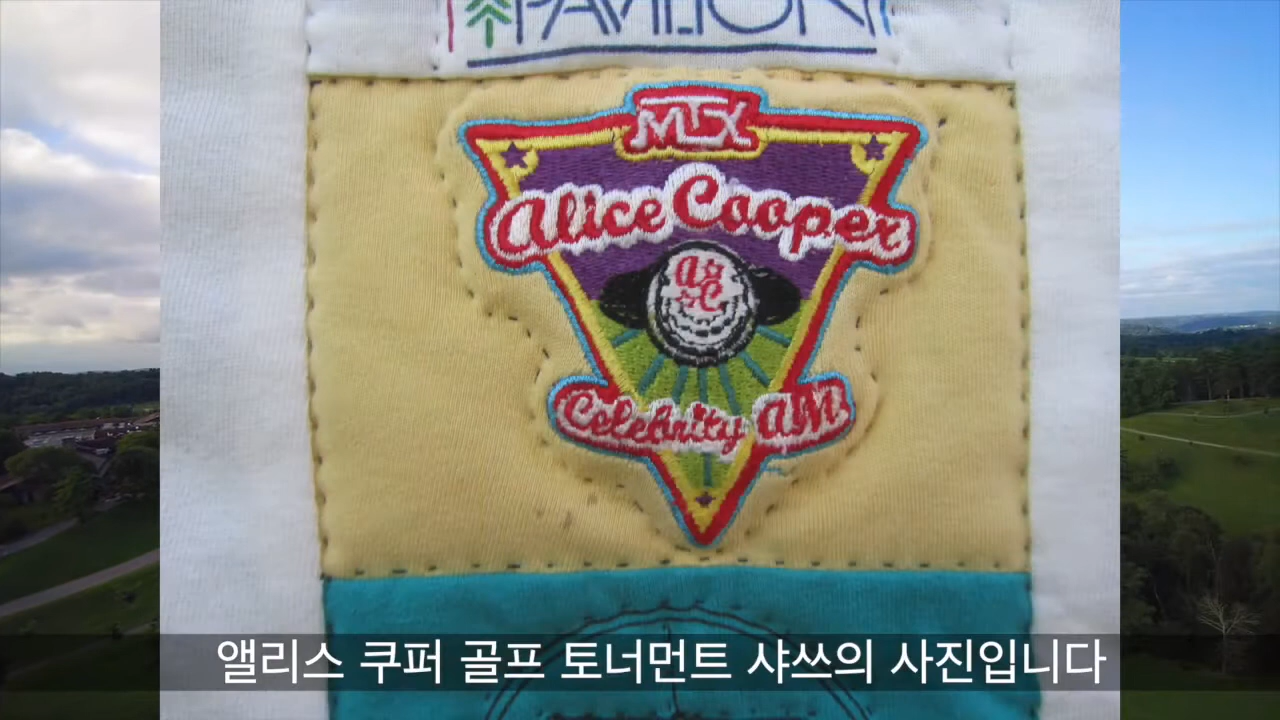 PAVILION
MTX
Alice Cooper
A C
Celebrity AM
앨리스 쿠퍼 골프 토너먼트 샤쓰의 사진입니다